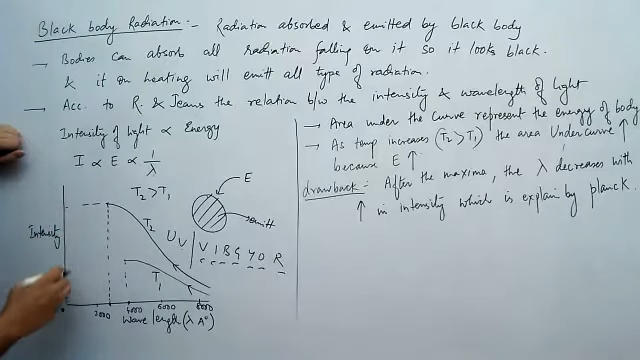 Black body Radiation:- Radiation absorbed & emitted by black body
→ Bodies can absorb all radiation falling on it so it looks black.
& it on heating will emitt all type of radiation.
→ Acc. to R. & Jeans the relation b/w the intensity & wavelength of light
Intensity of light ∝ Energy
I ∝ E ∝ 1/λ
T₂ > T₁
Intensity
T₂
T₁
UV | V I B G Y O R
E
emitt
2000 4000 6000 8000
Wave length (λ A°)
→ Area under the curve represent the energy of body
→ As temp increases (T₂ > T₁) the area Under curve ↑
because E ↑.
drawback:- After the maxima, the λ decreases with
↑ in intensity which is explain by planck.